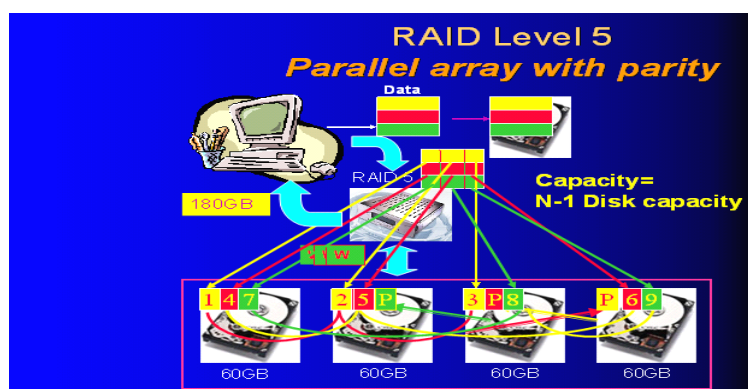 RAID Level 5
Parallel array with parity
Data
RAID 5
Capacity=
N-1 Disk capacity
180GB
W
1 4 7 2 5 P 3 P 8 P 6 9
60GB 60GB 60GB 60GB